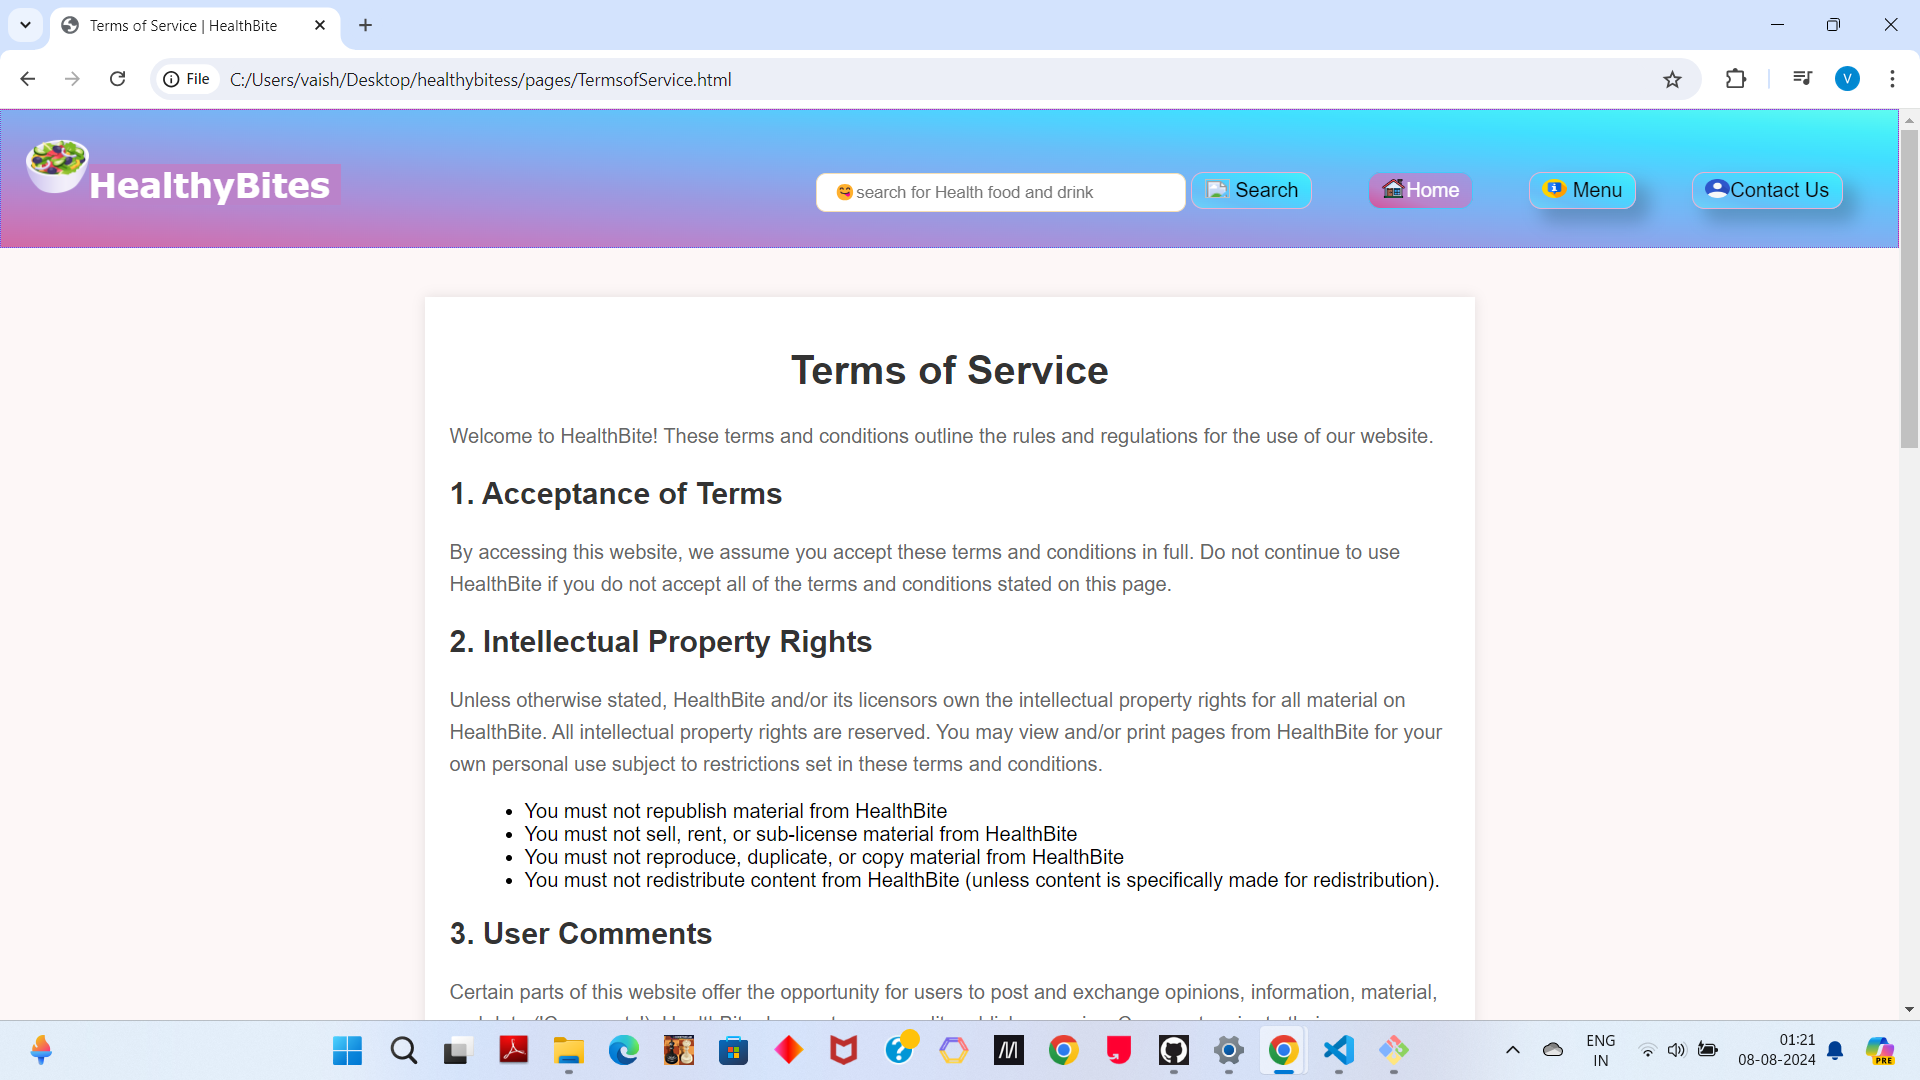 Terms of Service | HealthBite
File C:/Users/vaish/Desktop/healthybitess/pages/TermsofService.html
V
HealthyBites
search for Health food and drink
Search
Home
Menu
Contact Us
Terms of Service
Welcome to HealthBite! These terms and conditions outline the rules and regulations for the use of our website.
1. Acceptance of Terms
By accessing this website, we assume you accept these terms and conditions in full. Do not continue to use
HealthBite if you do not accept all of the terms and conditions stated on this page.
2. Intellectual Property Rights
Unless otherwise stated, HealthBite and/or its licensors own the intellectual property rights for all material on
HealthBite. All intellectual property rights are reserved. You may view and/or print pages from HealthBite for your
own personal use subject to restrictions set in these terms and conditions.
• You must not republish material from HealthBite
• You must not sell, rent, or sub-license material from HealthBite
• You must not reproduce, duplicate, or copy material from HealthBite
• You must not redistribute content from HealthBite (unless content is specifically made for redistribution).
3. User Comments
Certain parts of this website offer the opportunity for users to post and exchange opinions, information, material,
ENG
IN
01:21
08-08-2024
PRE